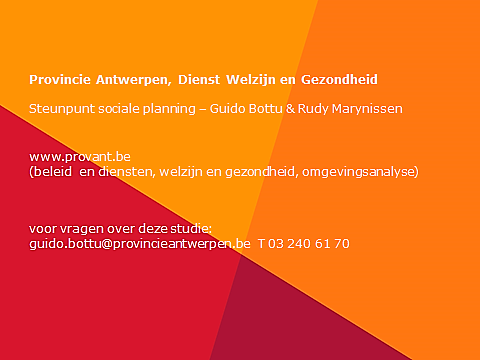 Provincie Antwerpen, Dienst Welzijn en Gezondheid
Steunpunt sociale planning – Guido Bottu & Rudy Marynissen
www.provant.be
(beleid en diensten, welzijn en gezondheid, omgevingsanalyse)
voor vragen over deze studie:
guido.bottu@provincieantwerpen.be T 03 240 61 70